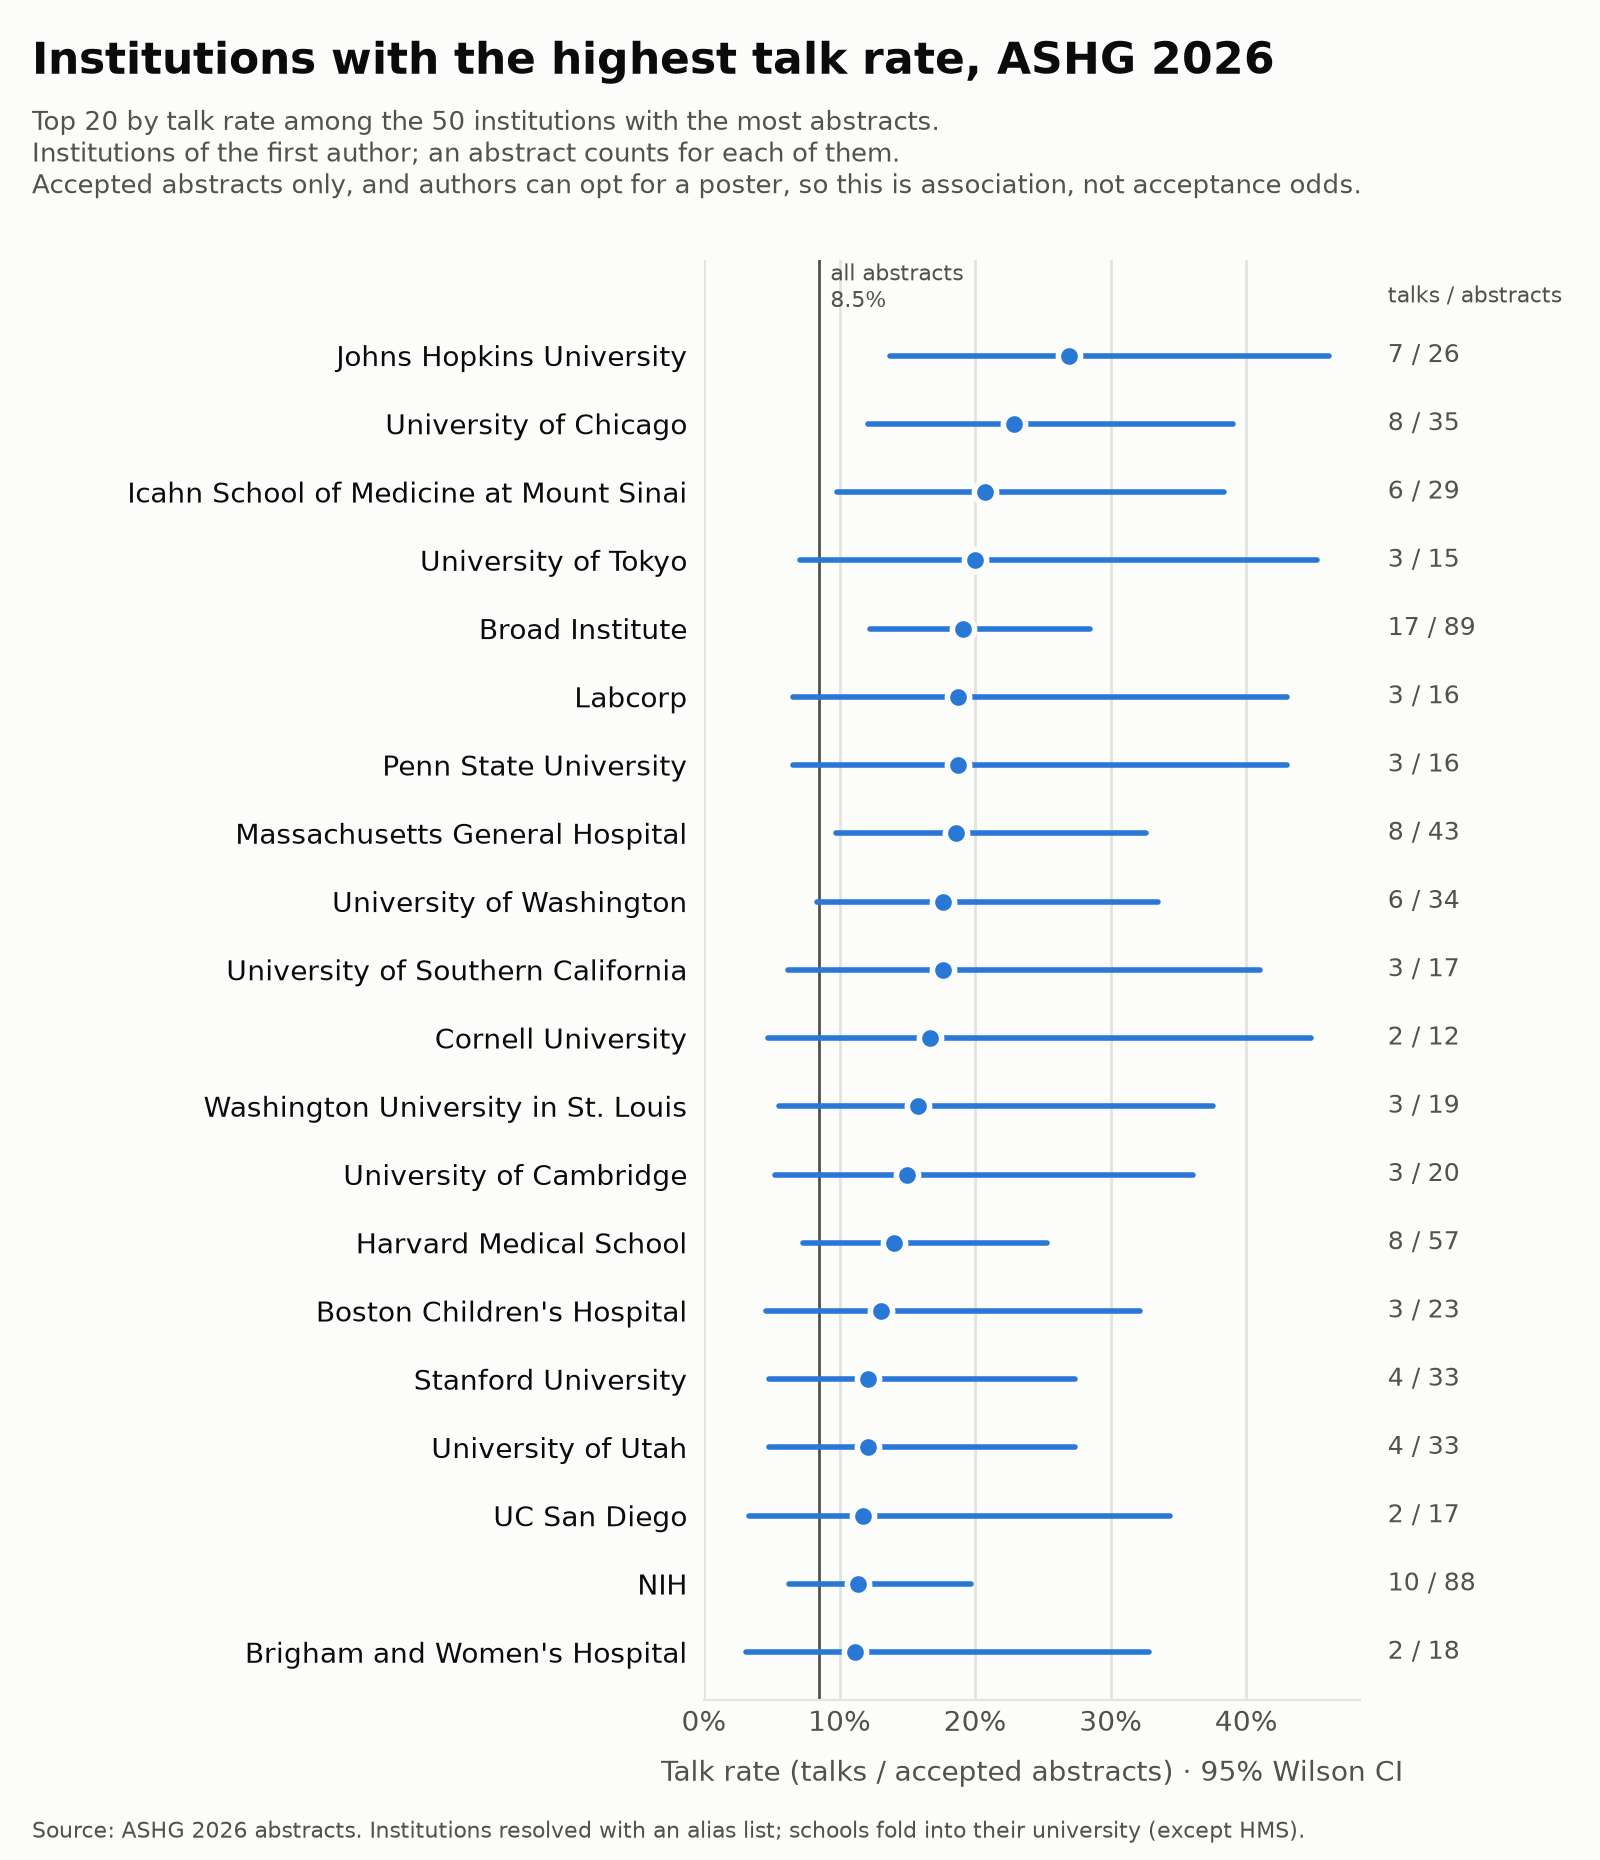 Institutions with the highest talk rate, ASHG 2026
Top 20 by talk rate among the 50 institutions with the most abstracts.
Institutions of the first author; an abstract counts for each of them.
Accepted abstracts only, and authors can opt for a poster, so this is association, not acceptance odds.
all abstracts
8.5%
talks / abstracts
Johns Hopkins University 7 / 26
University of Chicago 8 / 35
Icahn School of Medicine at Mount Sinai 6 / 29
University of Tokyo 3 / 15
Broad Institute 17 / 89
Labcorp 3 / 16
Penn State University 3 / 16
Massachusetts General Hospital 8 / 43
University of Washington 6 / 34
University of Southern California 3 / 17
Cornell University 2 / 12
Washington University in St. Louis 3 / 19
University of Cambridge 3 / 20
Harvard Medical School 8 / 57
Boston Children's Hospital 3 / 23
Stanford University 4 / 33
University of Utah 4 / 33
UC San Diego 2 / 17
NIH 10 / 88
Brigham and Women's Hospital 2 / 18
0% 10% 20% 30% 40%
Talk rate (talks / accepted abstracts) · 95% Wilson CI
Source: ASHG 2026 abstracts. Institutions resolved with an alias list; schools fold into their university (except HMS).